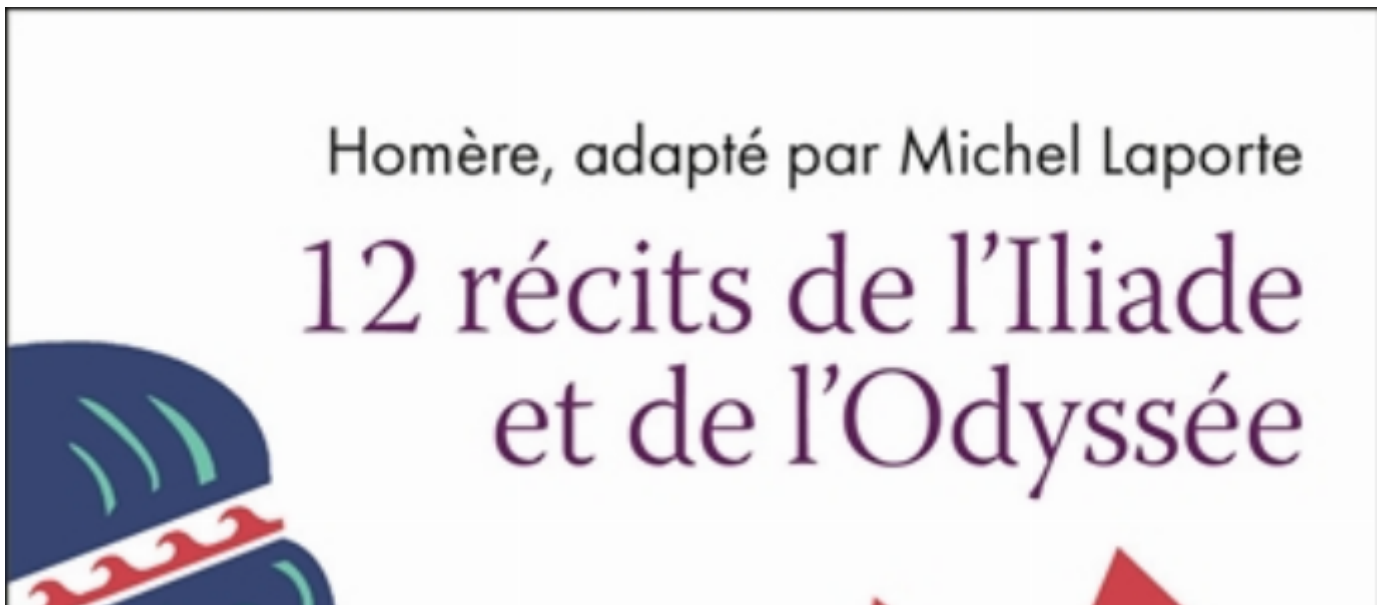 Homère, adapté par Michel Laporte
12 récits de l'Iliade
et de l'Odyssée